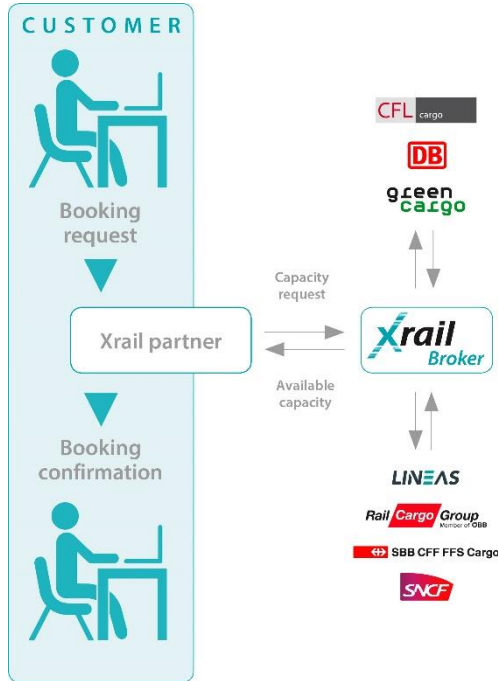 CUSTOMER
Booking
request
Xrail partner
Booking
confirmation
Capacity
request
Available
capacity
CFL cargo
DB
green
cargo
Xrail
Broker
LINEAS
Rail Cargo Group
Member of ÖBB
SBB CFF FFS Cargo
SNCF